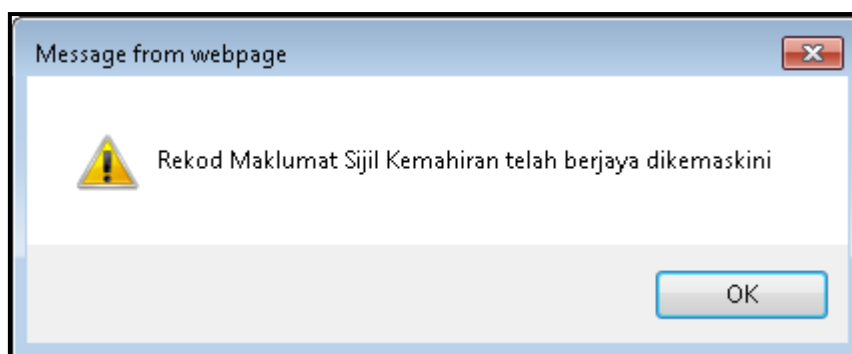 Message from webpage
Rekod Maklumat Sijil Kemahiran telah berjaya dikemaskini
OK